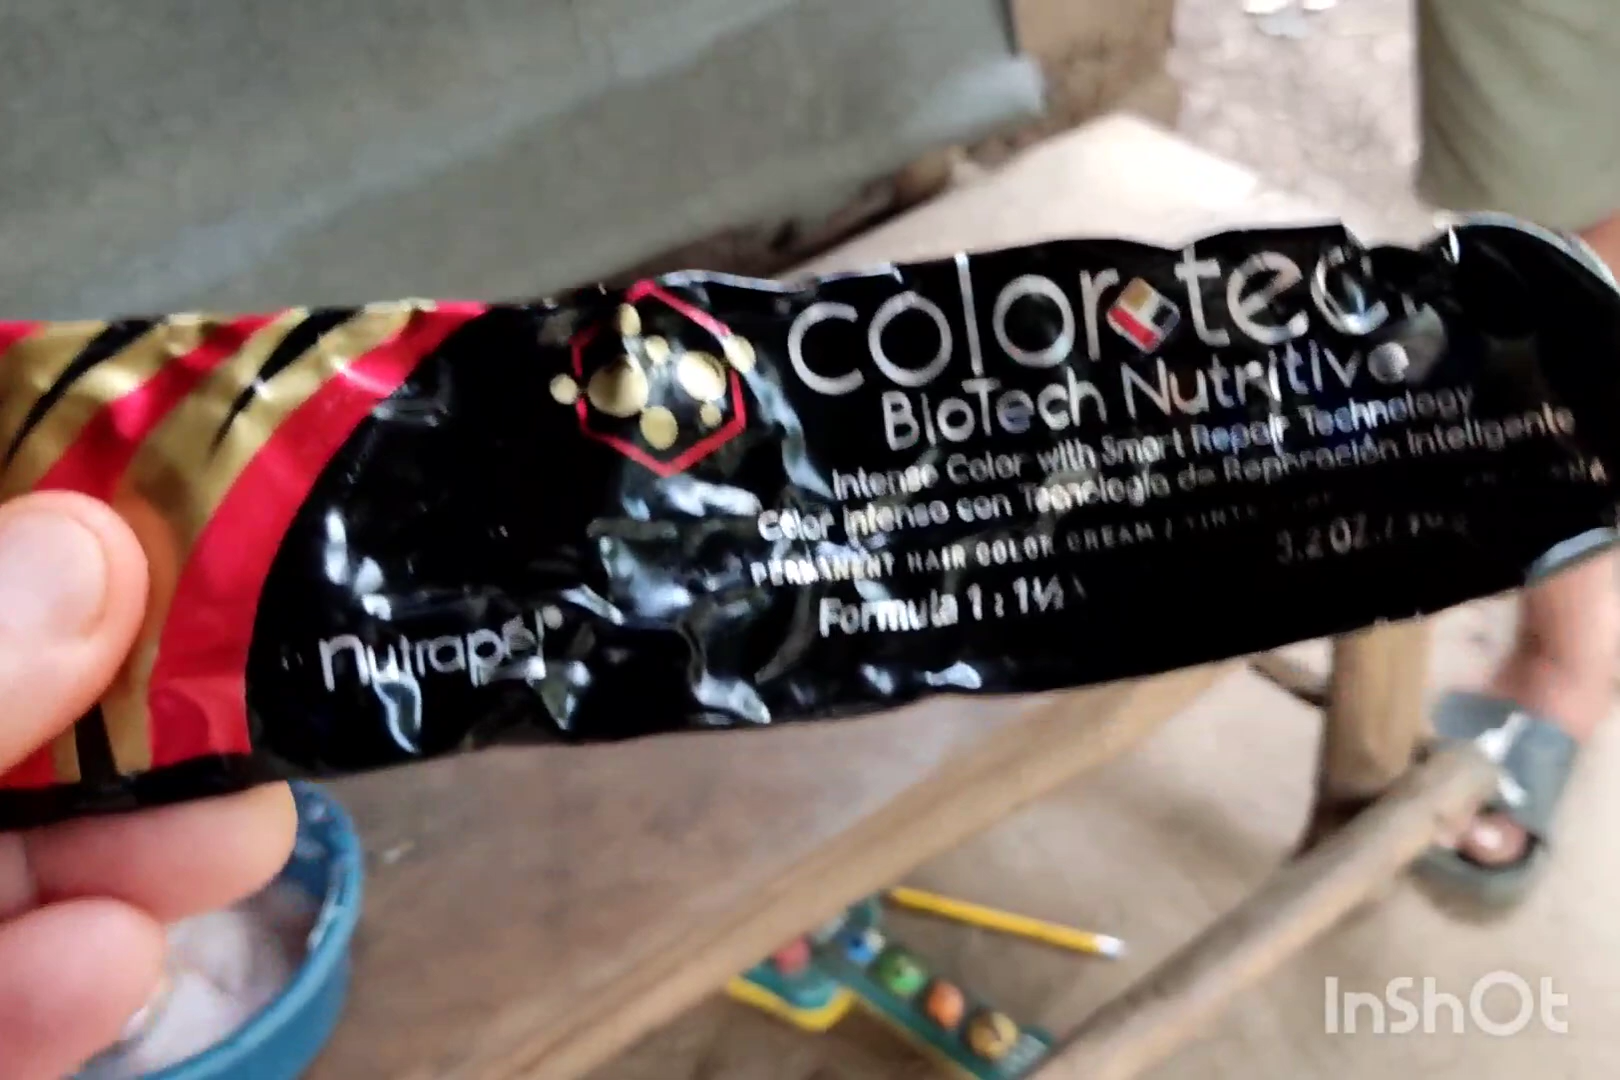 color tec
BioTech Nutritive
Intense Color with Smart Repair Technology
Color Intenso con Tecnología de Reparación Inteligente
PERMANENT HAIR COLOR CREAM /
3.2 OZ. /
Formula 1 : 1½
nutrapel®
InShOt